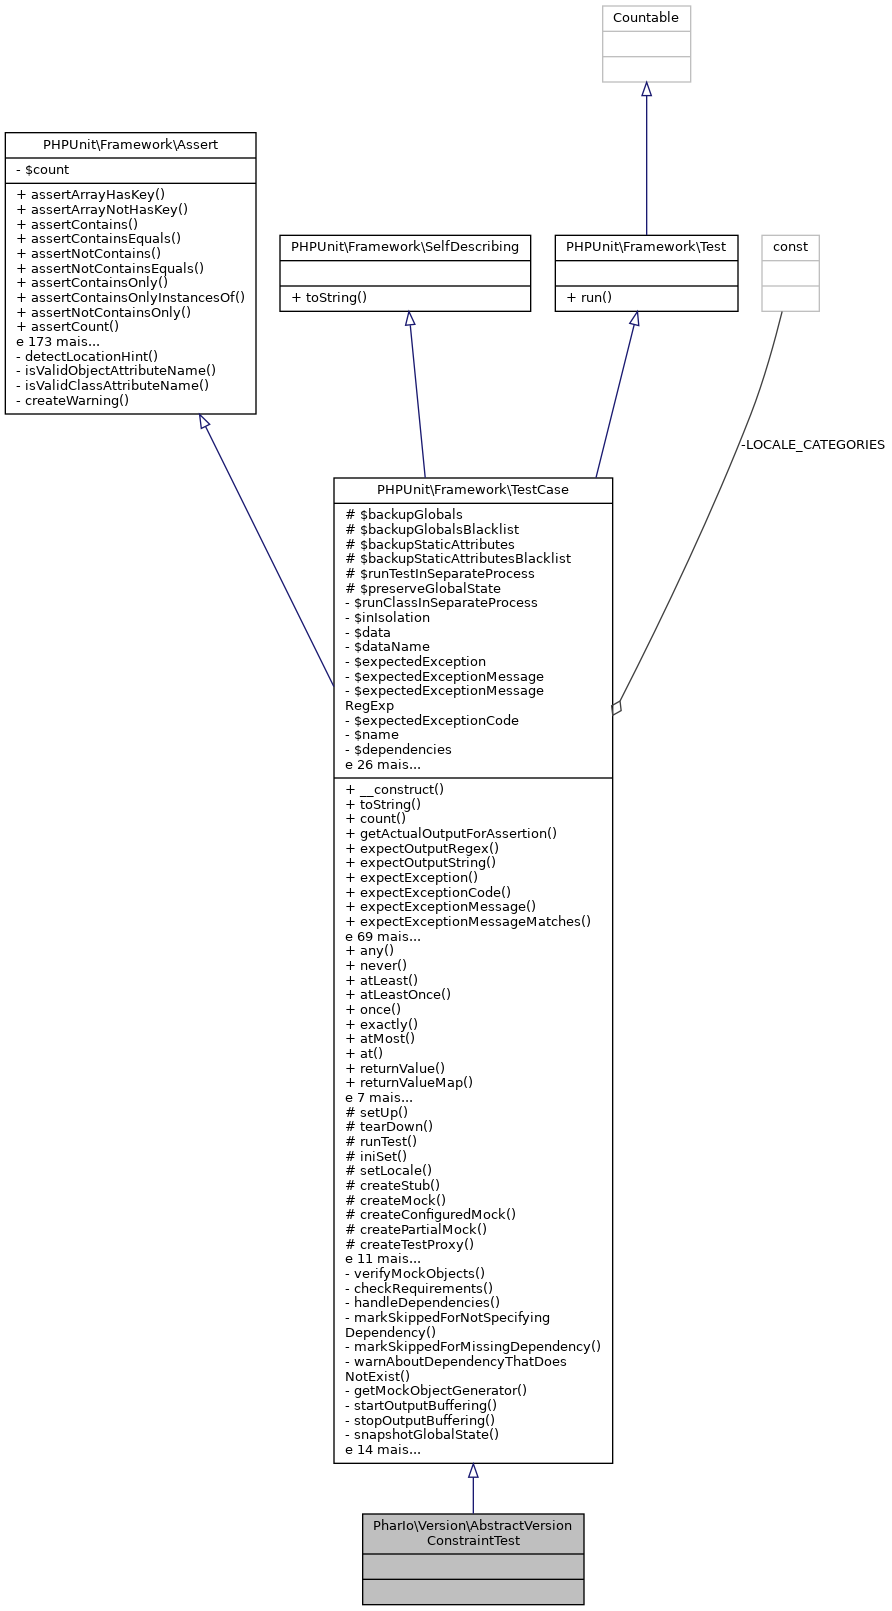 Countable
PHPUnit\Framework\Assert
- $count
+ assertArrayHasKey()
+ assertArrayNotHasKey()
+ assertContains()
+ assertContainsEquals()
+ assertNotContains()
+ assertNotContainsEquals()
+ assertContainsOnly()
+ assertContainsOnlyInstancesOf()
+ assertNotContainsOnly()
+ assertCount()
e 173 mais...
- detectLocationHint()
- isValidObjectAttributeName()
- isValidClassAttributeName()
- createWarning()
PHPUnit\Framework\SelfDescribing
+ toString()
PHPUnit\Framework\Test
+ run()
const
-LOCALE_CATEGORIES
PHPUnit\Framework\TestCase
# $backupGlobals
# $backupGlobalsBlacklist
# $backupStaticAttributes
# $backupStaticAttributesBlacklist
# $runTestInSeparateProcess
# $preserveGlobalState
- $runClassInSeparateProcess
- $inIsolation
- $data
- $dataName
- $expectedException
- $expectedExceptionMessage
- $expectedExceptionMessage
RegExp
- $expectedExceptionCode
- $name
- $dependencies
e 26 mais...
+ __construct()
+ toString()
+ count()
+ getActualOutputForAssertion()
+ expectOutputRegex()
+ expectOutputString()
+ expectException()
+ expectExceptionCode()
+ expectExceptionMessage()
+ expectExceptionMessageMatches()
e 69 mais...
+ any()
+ never()
+ atLeast()
+ atLeastOnce()
+ once()
+ exactly()
+ atMost()
+ at()
+ returnValue()
+ returnValueMap()
e 7 mais...
# setUp()
# tearDown()
# runTest()
# iniSet()
# setLocale()
# createStub()
# createMock()
# createConfiguredMock()
# createPartialMock()
# createTestProxy()
e 11 mais...
- verifyMockObjects()
- checkRequirements()
- handleDependencies()
- markSkippedForNotSpecifying
Dependency()
- markSkippedForMissingDependency()
- warnAboutDependencyThatDoes
NotExist()
- getMockObjectGenerator()
- startOutputBuffering()
- stopOutputBuffering()
- snapshotGlobalState()
e 14 mais...
PharIo\Version\AbstractVersion
ConstraintTest